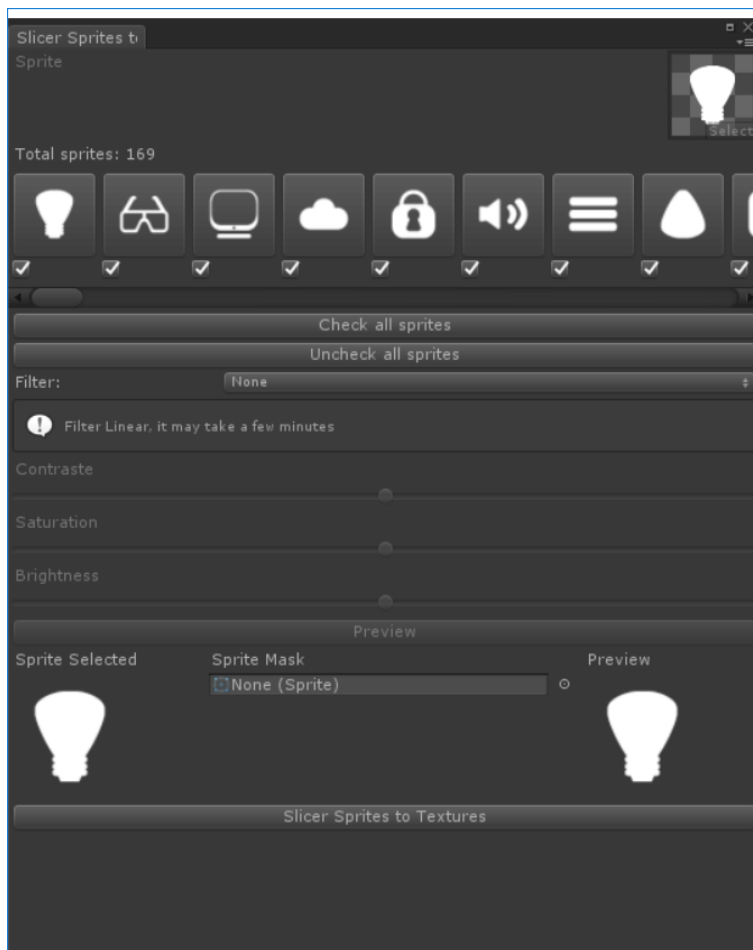 Slicer Sprites t
Sprite
Select
Total sprites: 169
Check all sprites
Uncheck all sprites
Filter:
None
Filter Linear, it may take a few minutes
Contraste
Saturation
Brightness
Preview
Sprite Selected
Sprite Mask
Preview
None (Sprite)
Slicer Sprites to Textures